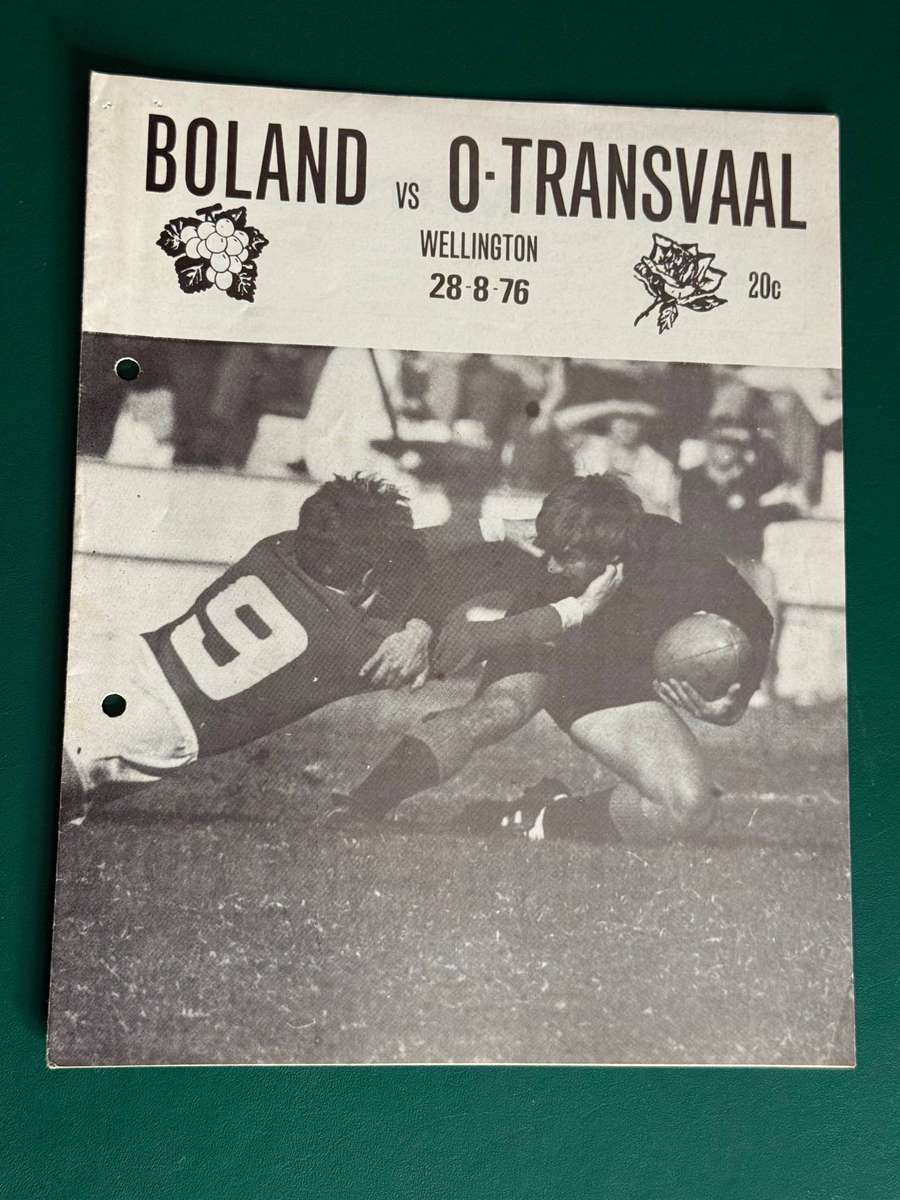 BOLAND vs O·TRANSVAAL
WELLINGTON
28-8-76
20c
9